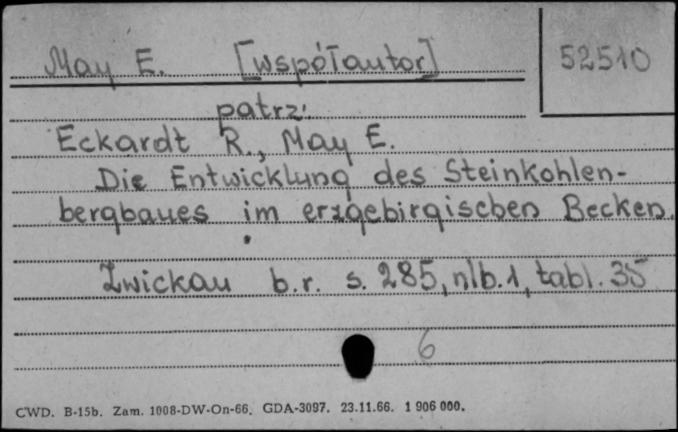 May E. [współautor] 52510
patrz:
Eckardt R., May E.
Die Entwicklung des Steinkohlen-
bergbaues im erzgebirgischen Becken.
Zwickau b.r. s. 285, nlb. 1, tabl. 35
6
CWD. B-15b. Zam. 1008-DW-On-66. GDA-3097. 23.11.66. 1 906 000.